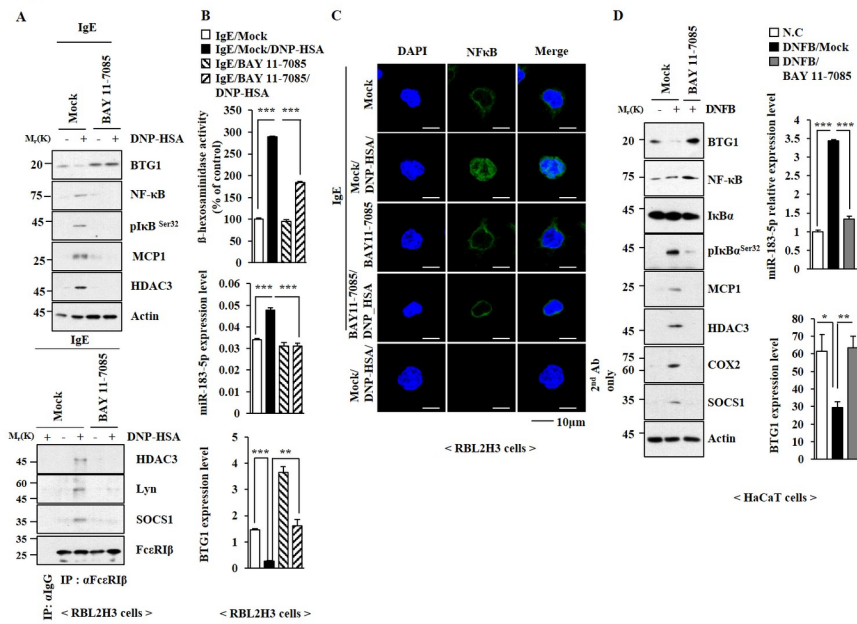 A
IgE
Mock
BAY 11-7085
- + - + DNP-HSA
Mr(K)
20 BTG1
75 NF-κB
45 pIκB Ser32
25 MCP1
45 HDAC3
45 Actin
IgE
Mock
BAY 11-7085
Mr(K) + - + - + DNP-HSA
45 HDAC3
60 Lyn
45
35 SOCS1
35 FcεRIβ
25
IP: αIgG
IP : αFcεRIβ
< RBL2H3 cells >
B
IgE/Mock
IgE/Mock/DNP-HSA
IgE/BAY 11-7085
IgE/BAY 11-7085/
DNP-HSA
ß-hexosaminidase activity
(% of control)
350
300
250
200
150
100
50
0
*** ***
miR-183-5p expression level
0.06
0.05
0.04
0.03
0.02
0.01
0
*** ***
BTG1 expression level
5
4
3
2
1
0
*** **
< RBL2H3 cells >
C
DAPI NFκB Merge
IgE
Mock
Mock/
DNP-HSA/
BAY11-7085
BAY11-7085/
DNP_HSA
Mock/
DNP-HSA/
2nd Ab
only
10μm
< RBL2H3 cells >
D
Mock
BAY 11-7085
- + + DNFB
Mr(K)
20 BTG1
75 NF-κB
35 IκBα
45 pIκBαSer32
25 MCP1
45 HDAC3
75 COX2
60
35 SOCS1
45 Actin
N.C
DNFB/Mock
DNFB/
BAY 11-7085
miR-183-5p relative expression level
4
3.5
3
2.5
2
1.5
1
0.5
0
*** ***
BTG1 expression level
80
70
60
50
40
30
20
10
0
* **
< HaCaT cells >